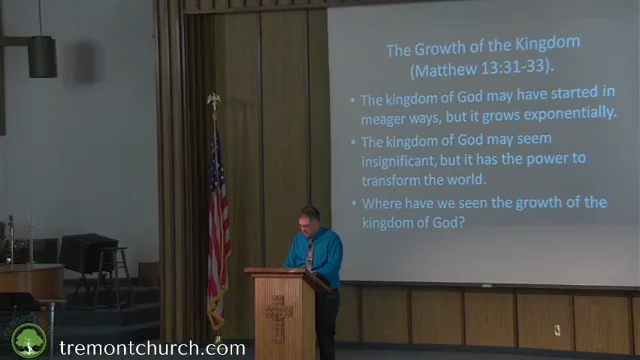 The Growth of the Kingdom
(Matthew 13:31-33).
• The kingdom of God may have started in
meager ways, but it grows exponentially.
• The kingdom of God may seem
insignificant, but it has the power to
transform the world.
• Where have we seen the growth of the
kingdom of God?
tremontchurch.com